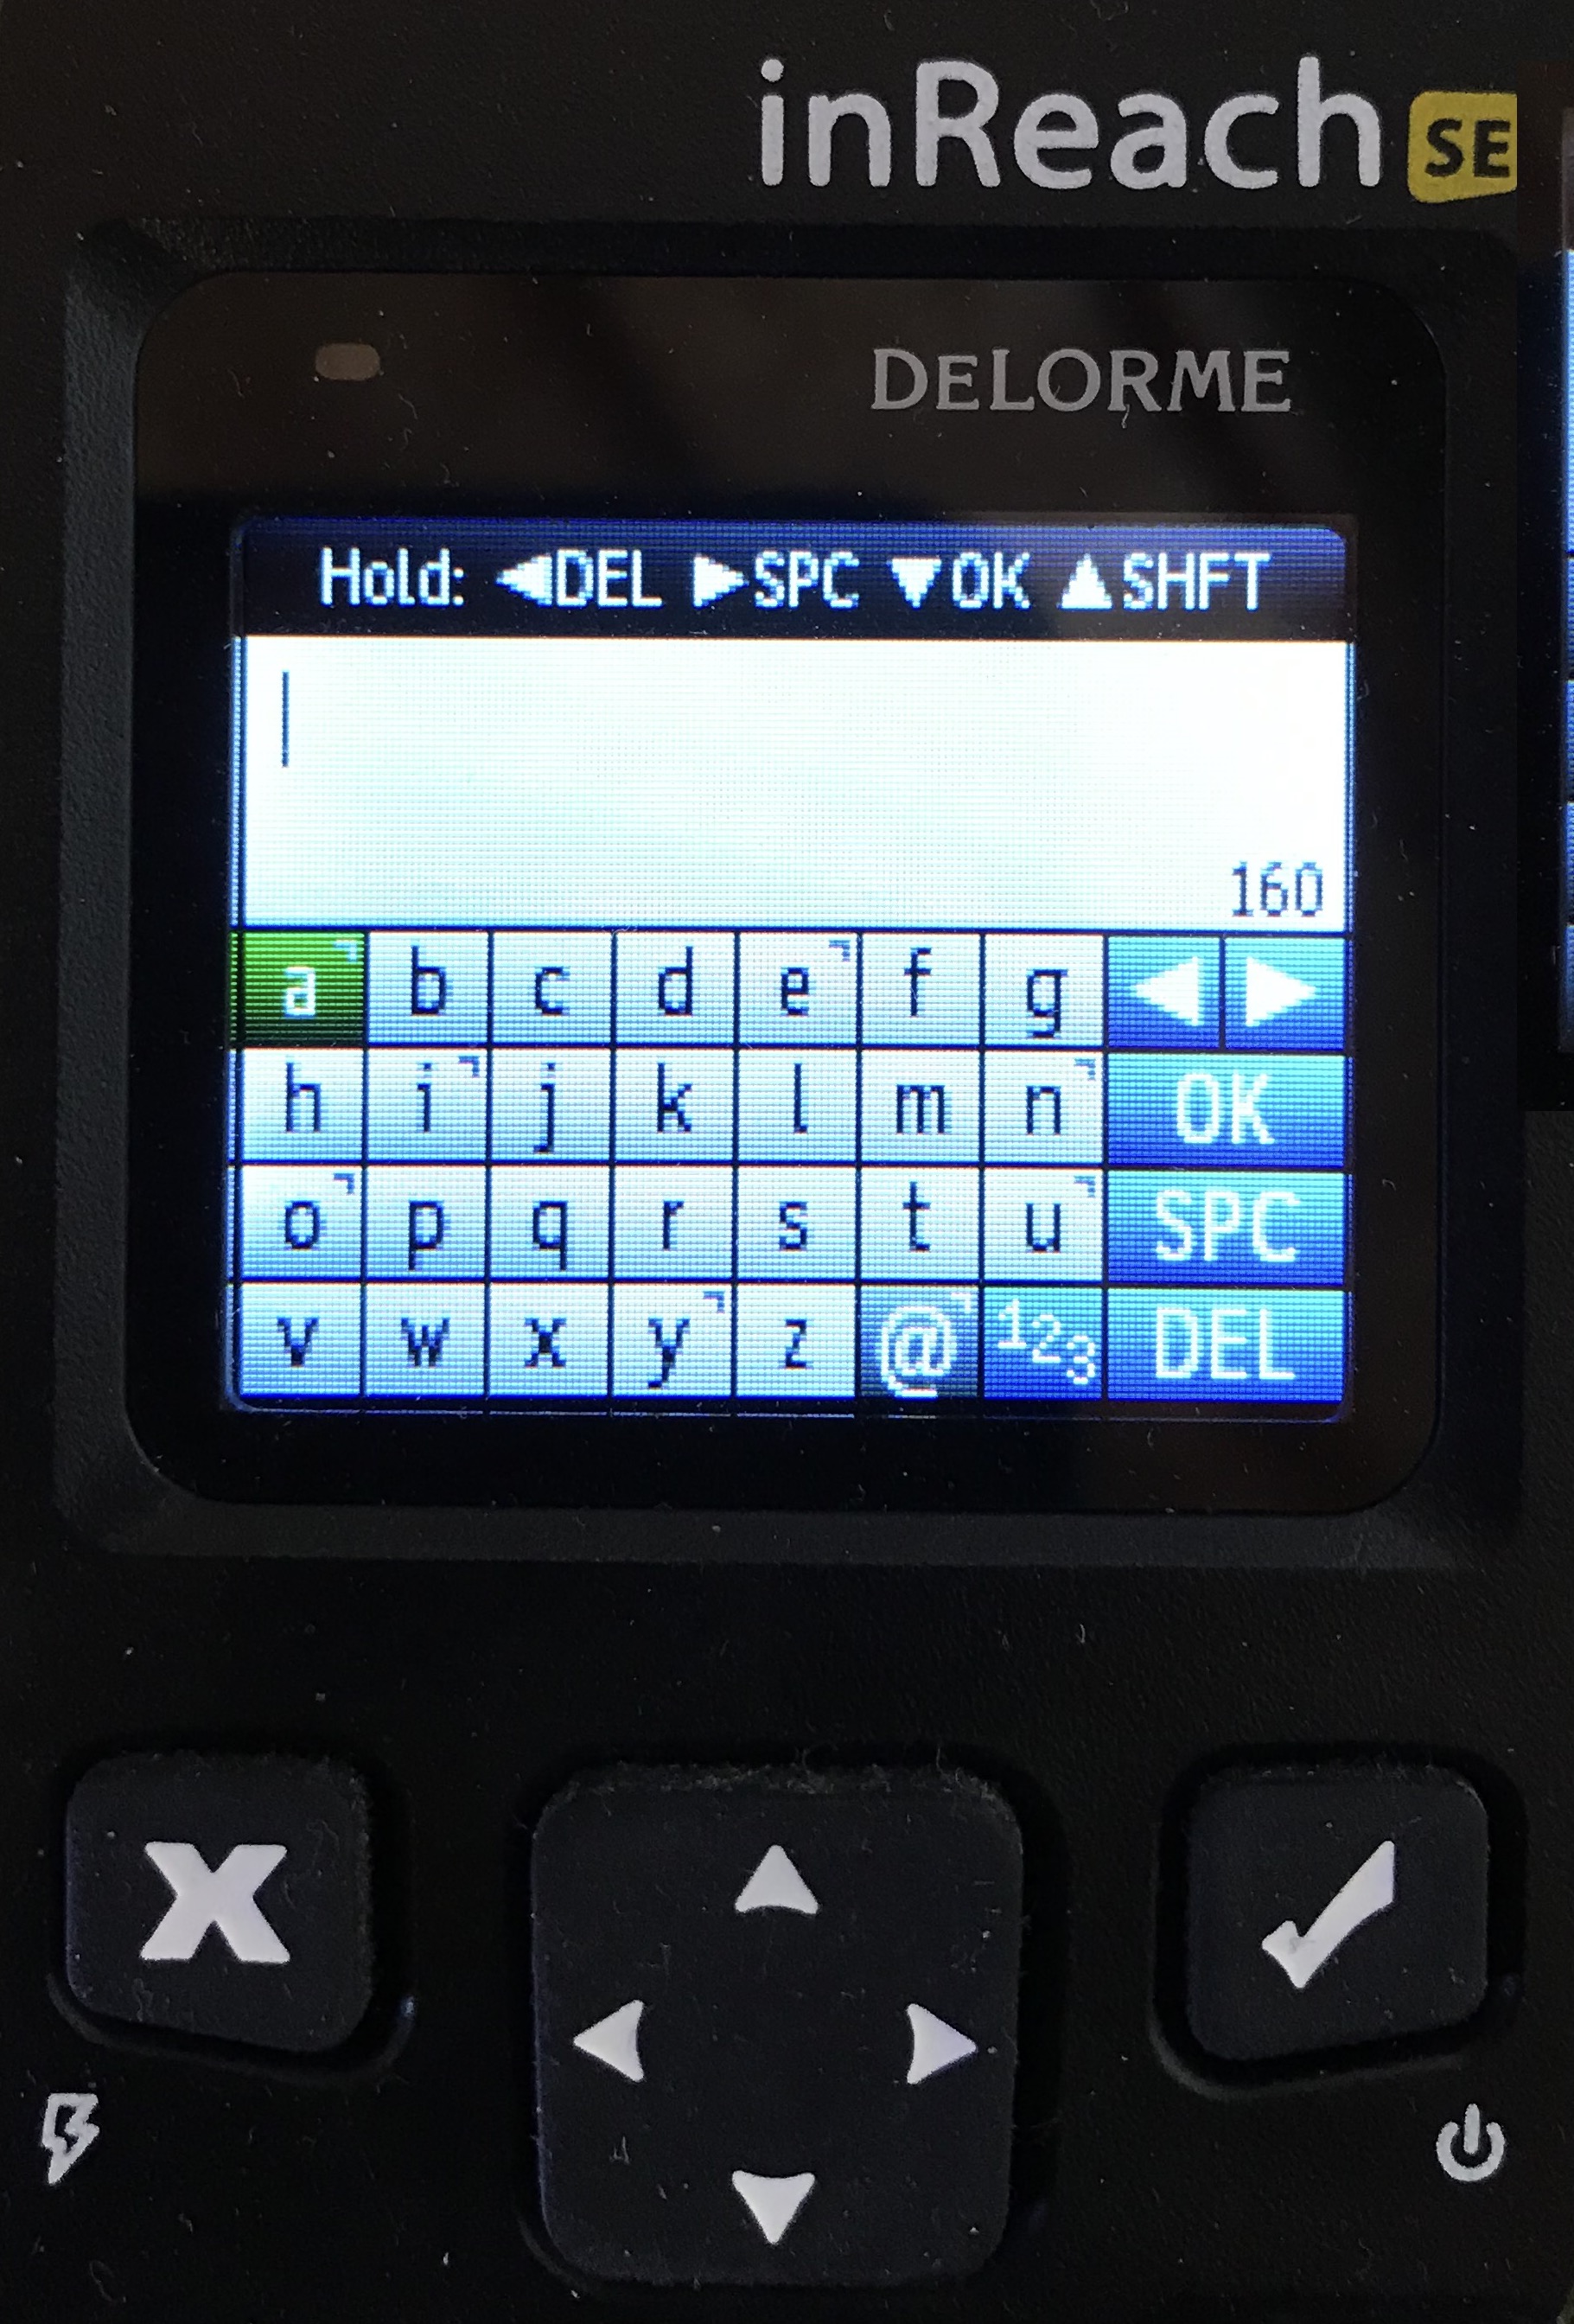 inReach SE
DELORME
Hold: ◀DEL ▶SPC ▼OK ▲SHFT
160
a b c d e f g ◀ ▶
h i j k l m n OK
o p q r s t u SPC
v w x y z @ 123 DEL